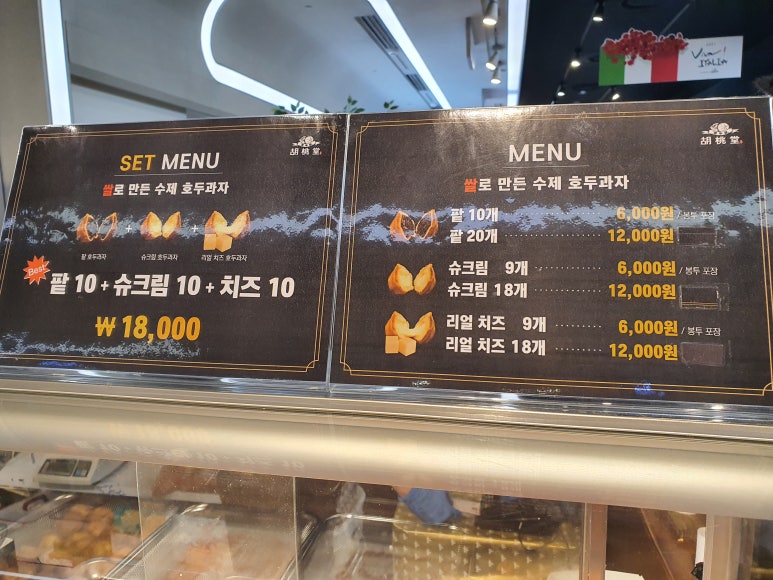 Viva!
ITALIA
SET MENU
胡桃堂
쌀로 만든 수제 호두과자
팥 호두과자
+
슈크림 호두과자
+
리얼 치즈 호두과자
Best
팥 10 + 슈크림 10 + 치즈 10
₩ 18,000
MENU
胡桃堂
쌀로 만든 수제 호두과자
팥 10개 6,000원 / 봉투 포장
팥 20개 12,000원
슈크림 9개 6,000원 / 봉투 포장
슈크림 18개 12,000원
리얼 치즈 9개 6,000원 / 봉투 포장
리얼 치즈 18개 12,000원